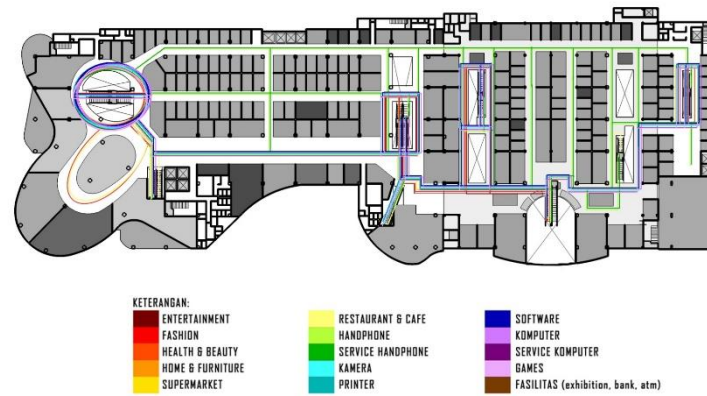 KETERANGAN:
ENTERTAINMENT
FASHION
HEALTH & BEAUTY
HOME & FURNITURE
SUPERMARKET
RESTAURANT & CAFE
HANDPHONE
SERVICE HANDPHONE
KAMERA
PRINTER
SOFTWARE
KOMPUTER
SERVICE KOMPUTER
GAMES
FASILITAS (exhibition, bank, atm)